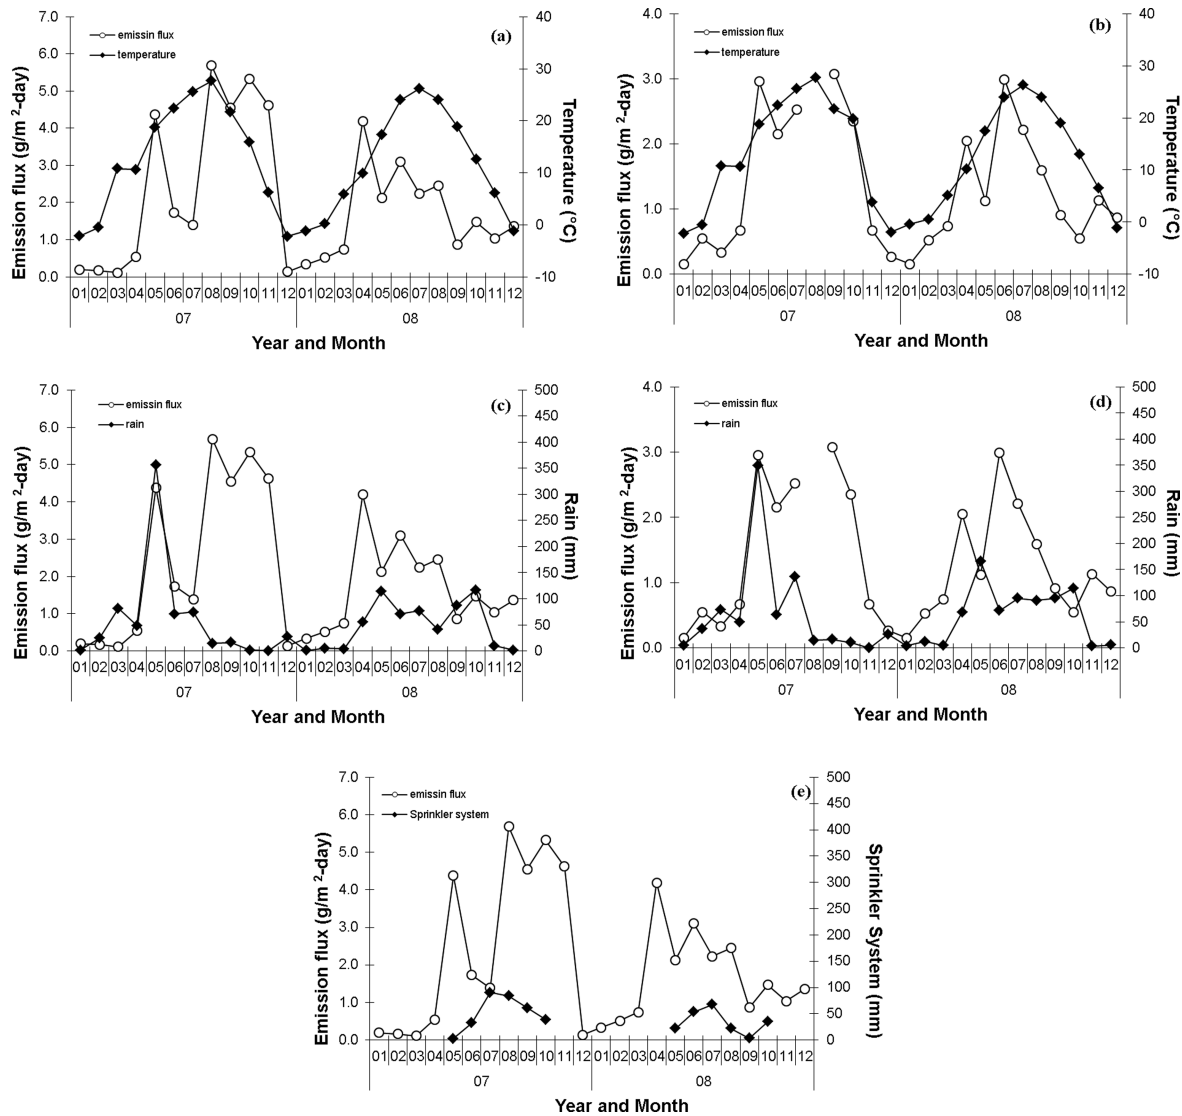 (a)
emissin flux
temperature
Emission flux (g/m ²-day)
7.0
6.0
5.0
4.0
3.0
2.0
1.0
0.0
40
30
20
10
0
-10
Temperature (°C)
01 02 03 04 05 06 07 08 09 10 11 12 01 02 03 04 05 06 07 08 09 10 11 12
07 08
Year and Month
(b)
emission flux
temperature
Emission flux (g/m ²-day)
4.0
3.0
2.0
1.0
0.0
40
30
20
10
0
-10
Temperature (°C)
01 02 03 04 05 06 07 08 09 10 11 12 01 02 03 04 05 06 07 08 09 10 11 12
07 08
Year and Month
(c)
emissin flux
rain
Emission flux (g/m ²-day)
7.0
6.0
5.0
4.0
3.0
2.0
1.0
0.0
500
450
400
350
300
250
200
150
100
50
0
Rain (mm)
01 02 03 04 05 06 07 08 09 10 11 12 01 02 03 04 05 06 07 08 09 10 11 12
07 08
Year and Month
(d)
emissin flux
rain
Emission flux (g/m ²-day)
4.0
3.0
2.0
1.0
0.0
500
450
400
350
300
250
200
150
100
50
0
Rain (mm)
01 02 03 04 05 06 07 08 09 10 11 12 01 02 03 04 05 06 07 08 09 10 11 12
07 08
Year and Month
(e)
emissin flux
Sprinkler system
Emission flux (g/m ²-day)
7.0
6.0
5.0
4.0
3.0
2.0
1.0
0.0
500
450
400
350
300
250
200
150
100
50
0
Sprinkler System (mm)
01 02 03 04 05 06 07 08 09 10 11 12 01 02 03 04 05 06 07 08 09 10 11 12
07 08
Year and Month